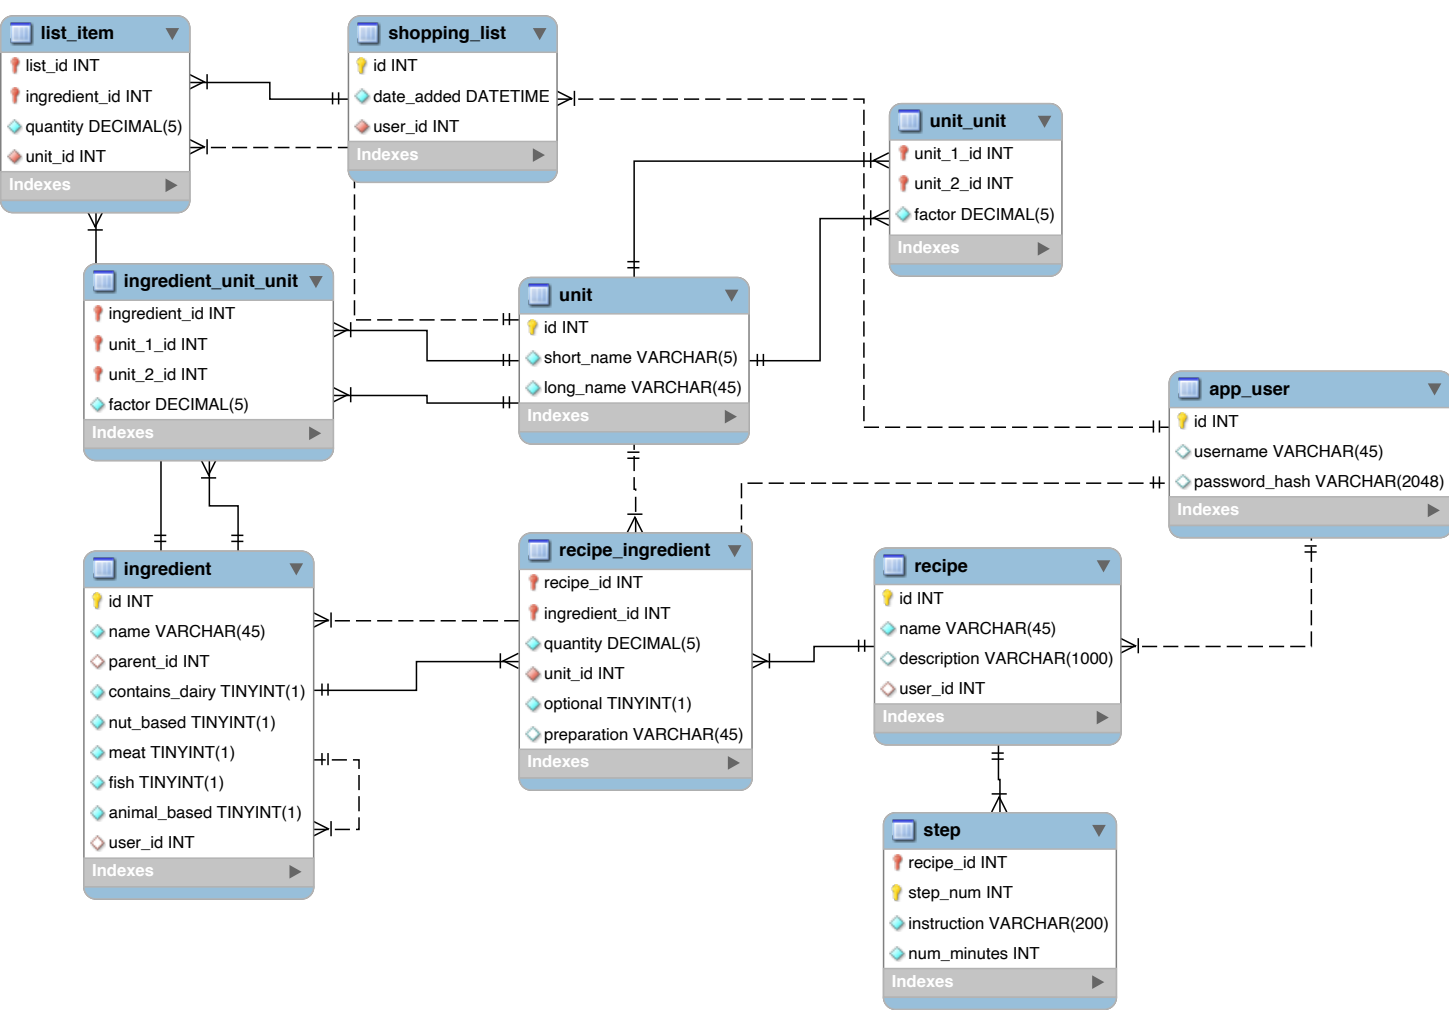 list_item
list_id INT
ingredient_id INT
quantity DECIMAL(5)
unit_id INT
Indexes
shopping_list
id INT
date_added DATETIME
user_id INT
Indexes
unit_unit
unit_1_id INT
unit_2_id INT
factor DECIMAL(5)
Indexes
ingredient_unit_unit
ingredient_id INT
unit_1_id INT
unit_2_id INT
factor DECIMAL(5)
Indexes
unit
id INT
short_name VARCHAR(5)
long_name VARCHAR(45)
Indexes
app_user
id INT
username VARCHAR(45)
password_hash VARCHAR(2048)
Indexes
ingredient
id INT
name VARCHAR(45)
parent_id INT
contains_dairy TINYINT(1)
nut_based TINYINT(1)
meat TINYINT(1)
fish TINYINT(1)
animal_based TINYINT(1)
user_id INT
Indexes
recipe_ingredient
recipe_id INT
ingredient_id INT
quantity DECIMAL(5)
unit_id INT
optional TINYINT(1)
preparation VARCHAR(45)
Indexes
recipe
id INT
name VARCHAR(45)
description VARCHAR(1000)
user_id INT
Indexes
step
recipe_id INT
step_num INT
instruction VARCHAR(200)
num_minutes INT
Indexes